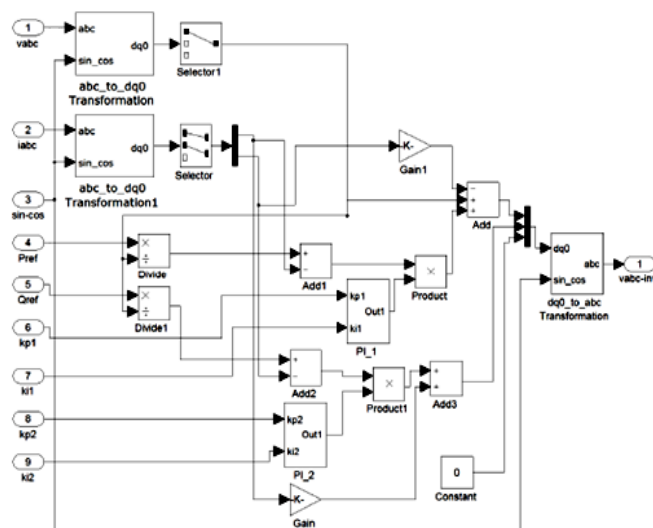 1
vabc
abc
sin_cos
dq0
abc_to_dq0
Transformation
Selector1
2
iabc
abc
sin_cos
dq0
abc_to_dq0
Transformation1
Selector
3
sin-cos
4
Pref
×
÷
Divide
5
Qref
×
÷
Divide1
6
kp1
7
ki1
8
kp2
9
ki2
+
−
Add1
kp1
ki1
Out1
PI_1
×
Product
-K-
Gain1
−
+
+
Add
+
−
Add2
kp2
ki2
Out1
PI_2
×
Product1
+
+
Add3
-K-
Gain
0
Constant
dq0
sin_cos
abc
dq0_to_abc
Transformation
1